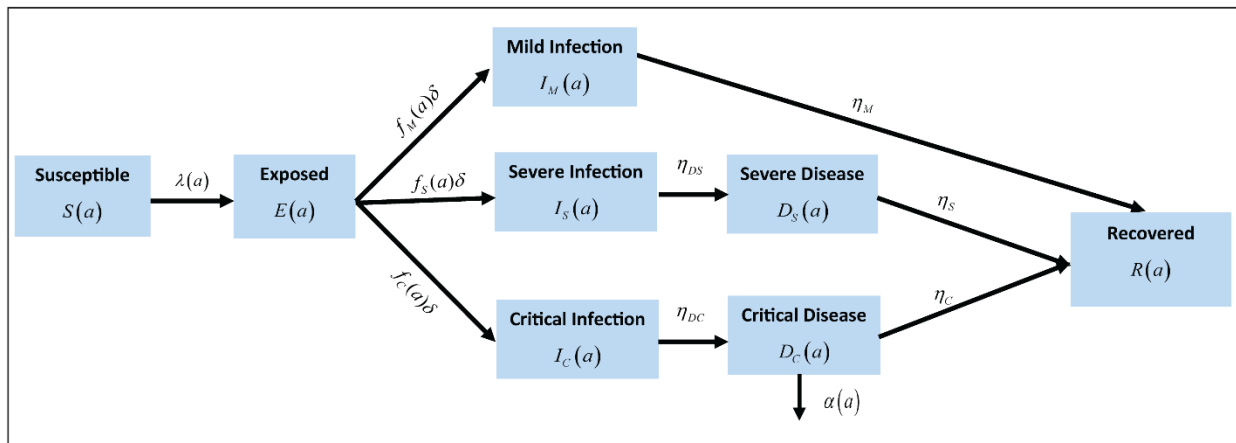 Mild Infection
I_M(a)
η_M
f_M(a)δ
Susceptible
S(a)
λ(a)
Exposed
E(a)
f_S(a)δ
Severe Infection
I_S(a)
η_DS
Severe Disease
D_S(a)
η_S
Recovered
R(a)
f_C(a)δ
Critical Infection
I_C(a)
η_DC
Critical Disease
D_C(a)
η_C
α(a)